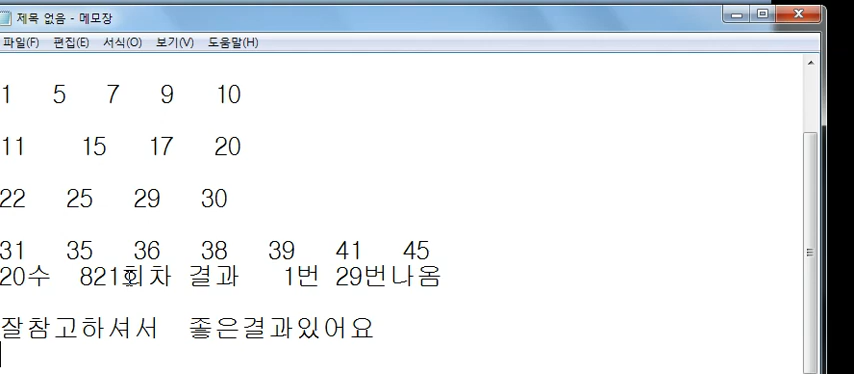 제목 없음 - 메모장
파일(F) 편집(E) 서식(O) 보기(V) 도움말(H)
1 5 7 9 10
11 15 17 20
22 25 29 30
31 35 36 38 39 41 45
20수 821회차 결과 1번 29번나옴
잘참고하셔서 좋은결과있어요